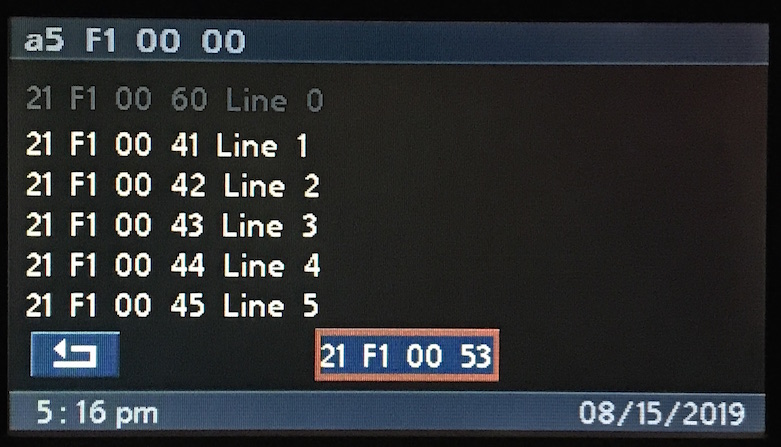 a5 F1 00 00
21 F1 00 60 Line 0
21 F1 00 41 Line 1
21 F1 00 42 Line 2
21 F1 00 43 Line 3
21 F1 00 44 Line 4
21 F1 00 45 Line 5
21 F1 00 53
5:16 pm 08/15/2019